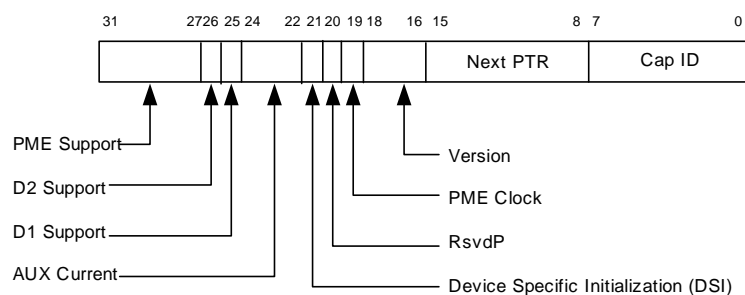 31 27 26 25 24 22 21 20 19 18 16 15 8 7 0
Next PTR Cap ID
PME Support
D2 Support
D1 Support
AUX Current
Version
PME Clock
RsvdP
Device Specific Initialization (DSI)